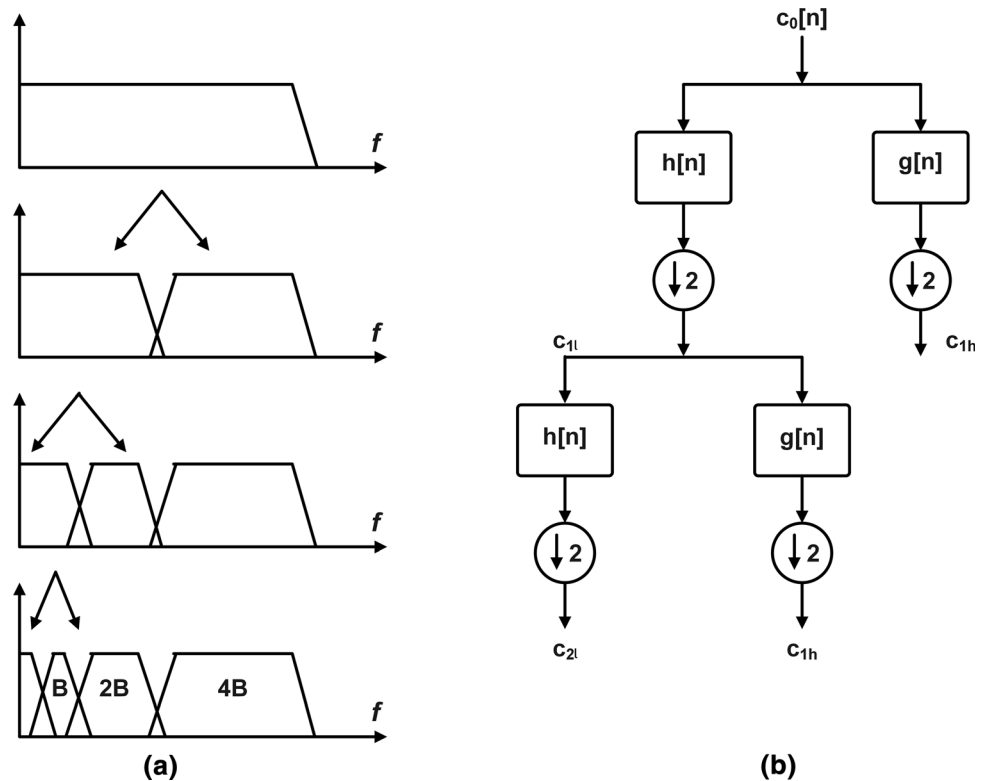 f
f
f
B 2B 4B
f
(a)
c₀[n]
h[n] g[n]
2 2
c₁ₗ c₁ₕ
h[n] g[n]
2 2
c₂ₗ c₁ₕ
(b)